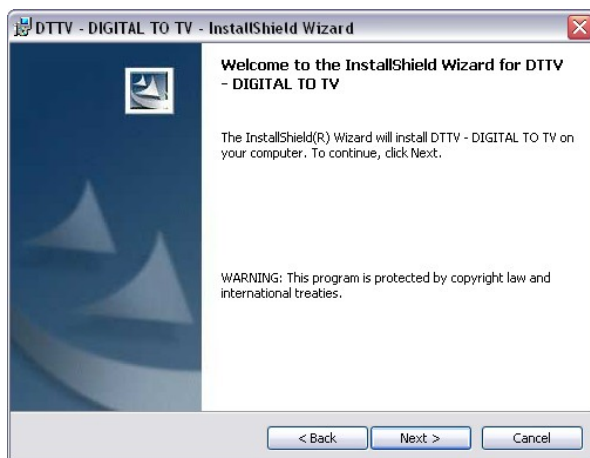 DTTV - DIGITAL TO TV - InstallShield Wizard
Welcome to the InstallShield Wizard for DTTV
- DIGITAL TO TV
The InstallShield(R) Wizard will install DTTV - DIGITAL TO TV on
your computer. To continue, click Next.
WARNING: This program is protected by copyright law and
international treaties.
< Back Next > Cancel